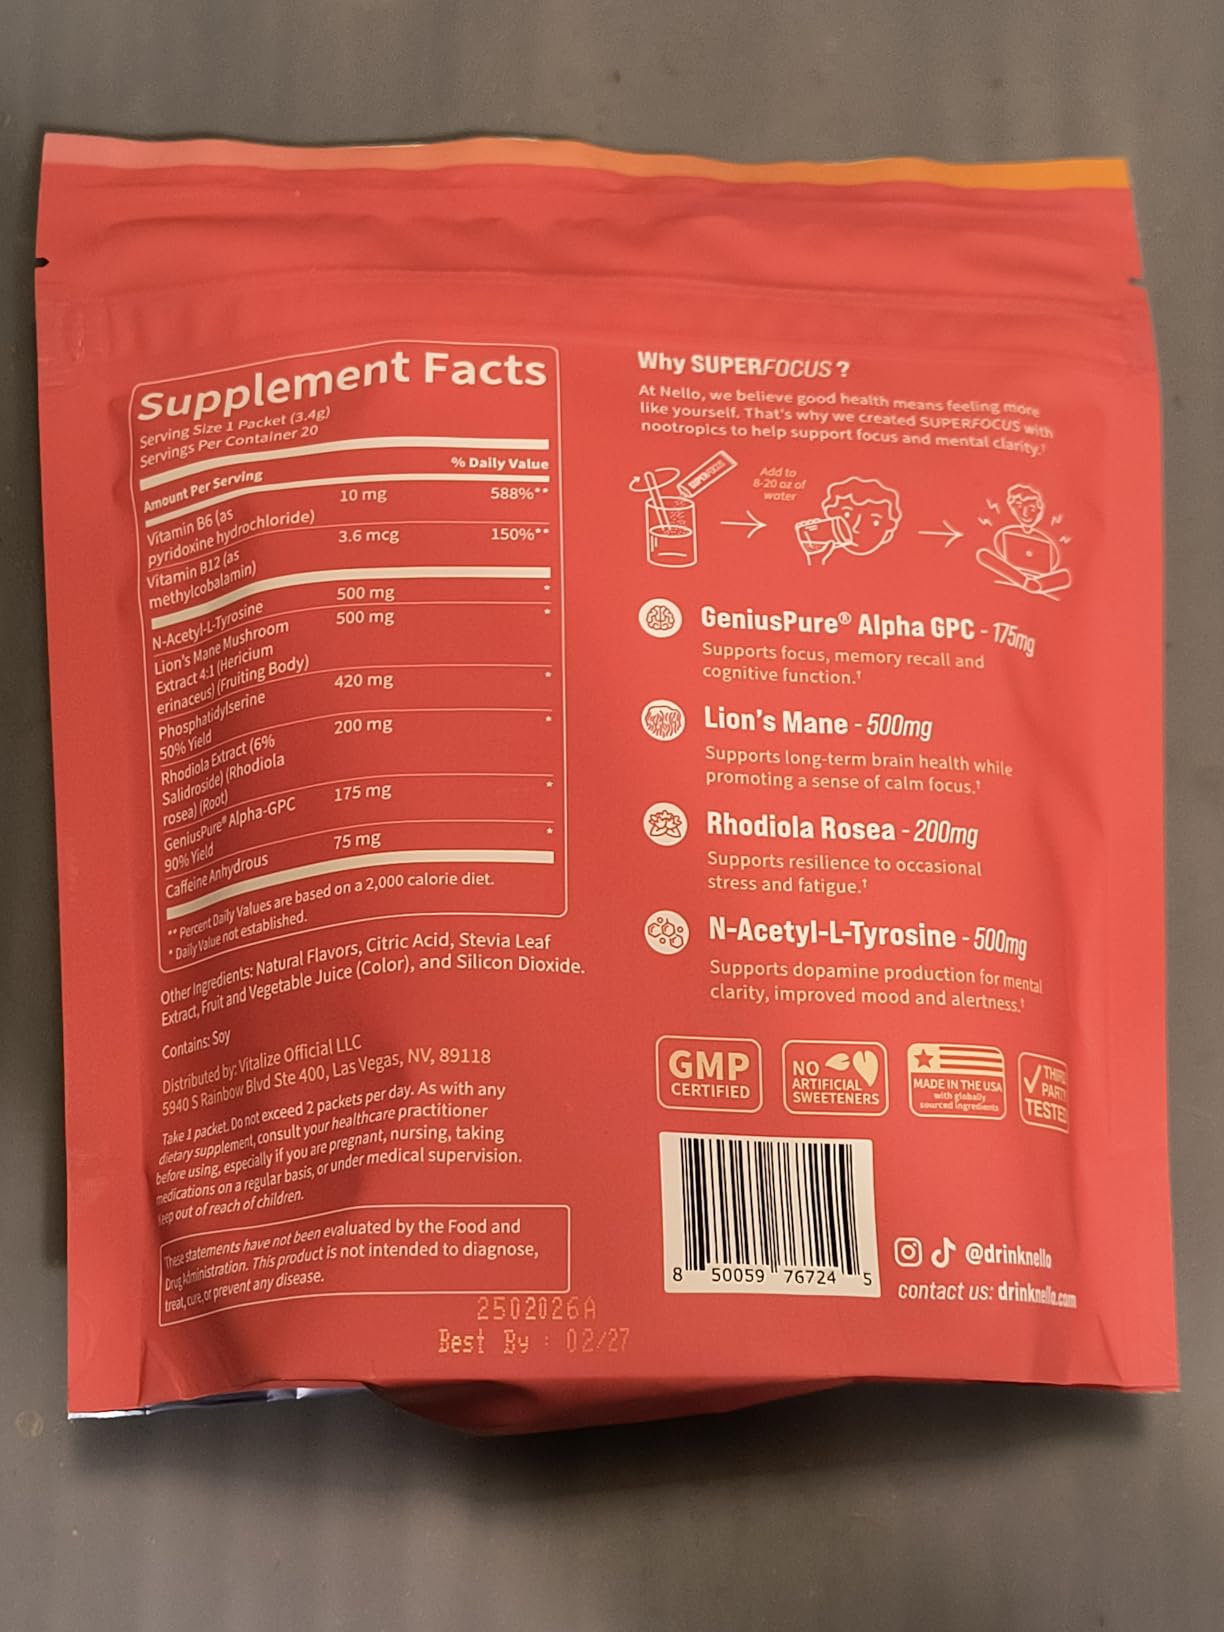 Supplement Facts
Serving Size 1 Packet (3.4g)
Servings Per Container 20
Amount Per Serving % Daily Value
Vitamin B6 (as 10 mg 588%**
pyridoxine hydrochloride)
Vitamin B12 (as 3.6 mcg 150%**
methylcobalamin)
N-Acetyl-L-Tyrosine 500 mg *
Lion's Mane Mushroom 500 mg *
Extract 4:1 (Hericium
erinaceus) (Fruiting Body)
Phosphatidylserine 420 mg *
50% Yield
Rhodiola Extract (6% 200 mg *
Salidroside) (Rhodiola
rosea) (Root)
GeniusPure® Alpha-GPC 175 mg *
90% Yield
Caffeine Anhydrous 75 mg *
** Percent Daily Values are based on a 2,000 calorie diet.
* Daily Value not established.
Other Ingredients: Natural Flavors, Citric Acid, Stevia Leaf
Extract, Fruit and Vegetable Juice (Color), and Silicon Dioxide.
Contains: Soy
Distributed by: Vitalize Official LLC
5940 S Rainbow Blvd Ste 400, Las Vegas, NV, 89118
Take 1 packet. Do not exceed 2 packets per day. As with any
dietary supplement, consult your healthcare practitioner
before using, especially if you are pregnant, nursing, taking
medications on a regular basis, or under medical supervision.
Keep out of reach of children.
These statements have not been evaluated by the Food and
Drug Administration. This product is not intended to diagnose,
treat, cure, or prevent any disease.
2502026A
Best By : 02/27
Why SUPERFOCUS ?
At Nello, we believe good health means feeling more
like yourself. That's why we created SUPERFOCUS with
nootropics to help support focus and mental clarity.†
SUPERFOCUS
Add to
8-20 oz of
water
GeniusPure® Alpha GPC - 175mg
Supports focus, memory recall and
cognitive function.†
Lion's Mane - 500mg
Supports long-term brain health while
promoting a sense of calm focus.†
Rhodiola Rosea - 200mg
Supports resilience to occasional
stress and fatigue.†
N-Acetyl-L-Tyrosine - 500mg
Supports dopamine production for mental
clarity, improved mood and alertness.†
GMP
CERTIFIED
NO
ARTIFICIAL
SWEETENERS
MADE IN THE USA
with globally
sourced ingredients
THIRD
PARTY
TESTED
8 50059 76724 5
@drinknello
contact us: drinknello.com